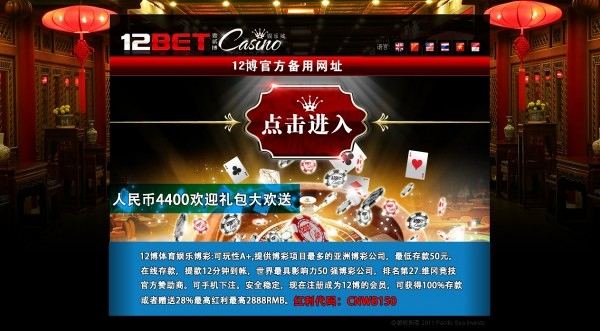 12BET 壹贰博 Casino 娱乐城
语言:
12博官方备用网址
点击进入
人民币4400欢迎礼包大欢送
12博体育娱乐博彩:可玩性A+,提供博彩项目最多的亚洲博彩公司，最低存款50元。
在线存款，提款12分钟到帐，世界最具影响力50 强博彩公司，排名第27 维冈竞技
官方赞助商。可手机下注。安全稳定，现在注册成为12博的会员，可获得100%存款
或者赠送28%最高红利最高2888RMB。 红利代码：CNWB150